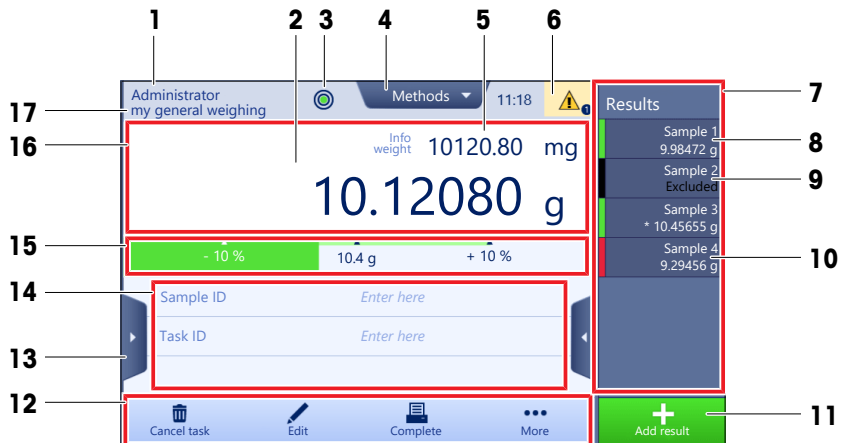 1
2
3
4
5
6
Administrator
my general weighing
Methods
11:18
1
Results
7
17
16
Info
weight
10120.80 mg
10.12080 g
Sample 1
9.98472 g
8
Sample 2
Excluded
9
Sample 3
* 10.45655 g
Sample 4
9.29456 g
10
15
- 10 %
10.4 g
+ 10 %
14
Sample ID
Enter here
Task ID
Enter here
13
12
Cancel task
Edit
Complete
More
Add result
11